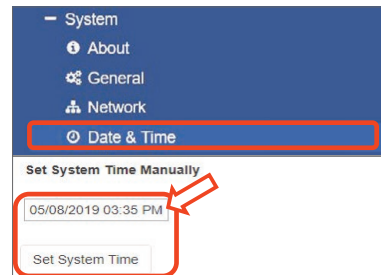 System
About
General
Network
Date & Time
Set System Time Manually
05/08/2019 03:35 PM
Set System Time